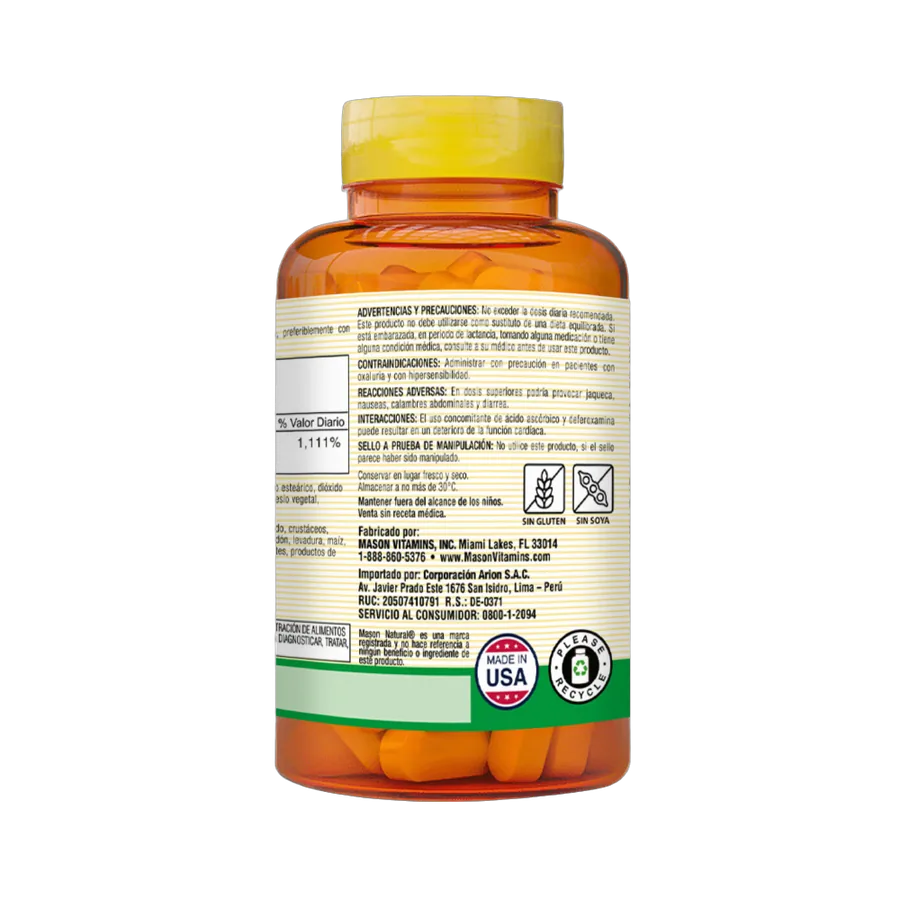 , preferiblemente con
% Valor Diario
1,111%
o esteárico, dióxido
esio vegetal.
do, crustáceos,
dón, levadura, maíz,
tes, productos de
TRACIÓN DE ALIMENTOS
DIAGNOSTICAR, TRATAR,
ADVERTENCIAS Y PRECAUCIONES: No exceder la dosis diaria recomendada.
Este producto no debe utilizarse como sustituto de una dieta equilibrada. Si
está embarazada, en periodo de lactancia, tomando alguna medicación o tiene
alguna condición médica, consulte a su médico antes de usar este producto.
CONTRAINDICACIONES: Administrar con precaución en pacientes con
oxaluria y con hipersensibilidad.
REACCIONES ADVERSAS: En dosis superiores podría provocar jaqueca,
nauseas, calambres abdominales y diarrea.
INTERACCIONES: El uso concomitante de ácido ascórbico y deferoxamina
puede resultar en un deterioro de la función cardíaca.
SELLO A PRUEBA DE MANIPULACIÓN: No utilice este producto, si el sello
parece haber sido manipulado.
Conservar en lugar fresco y seco.
Almacenar a no más de 30°C.
Mantener fuera del alcance de los niños.
Venta sin receta médica.
SIN GLUTEN SIN SOYA
Fabricado por:
MASON VITAMINS, INC. Miami Lakes, FL 33014
1-888-860-5376 • www.MasonVitamins.com
Importado por: Corporación Arion S.A.C.
Av. Javier Prado Este 1676 San Isidro, Lima – Perú
RUC: 20507410791 R.S.: DE-0371
SERVICIO AL CONSUMIDOR: 0800-1-2094
Mason Natural® es una marca
registrada y no hace referencia a
ningun beneficio o ingrediente de
este producto.
MADE IN
USA
PLEASE
RECYCLE